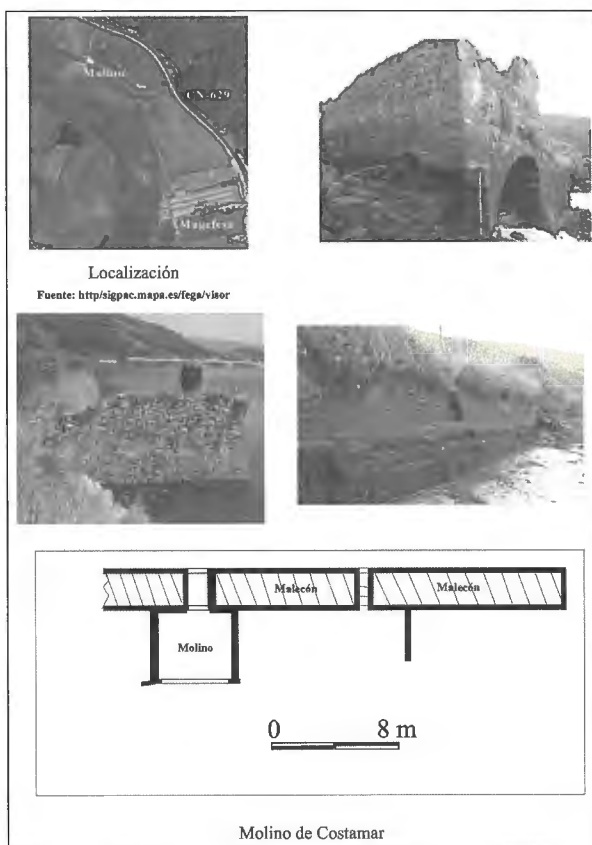 Molino
CN-629
Localización
Fuente: http/sigpac.mapa.es/fega/visor
Malecón
Malecón
Molino
0 8 m
Molino de Costamar